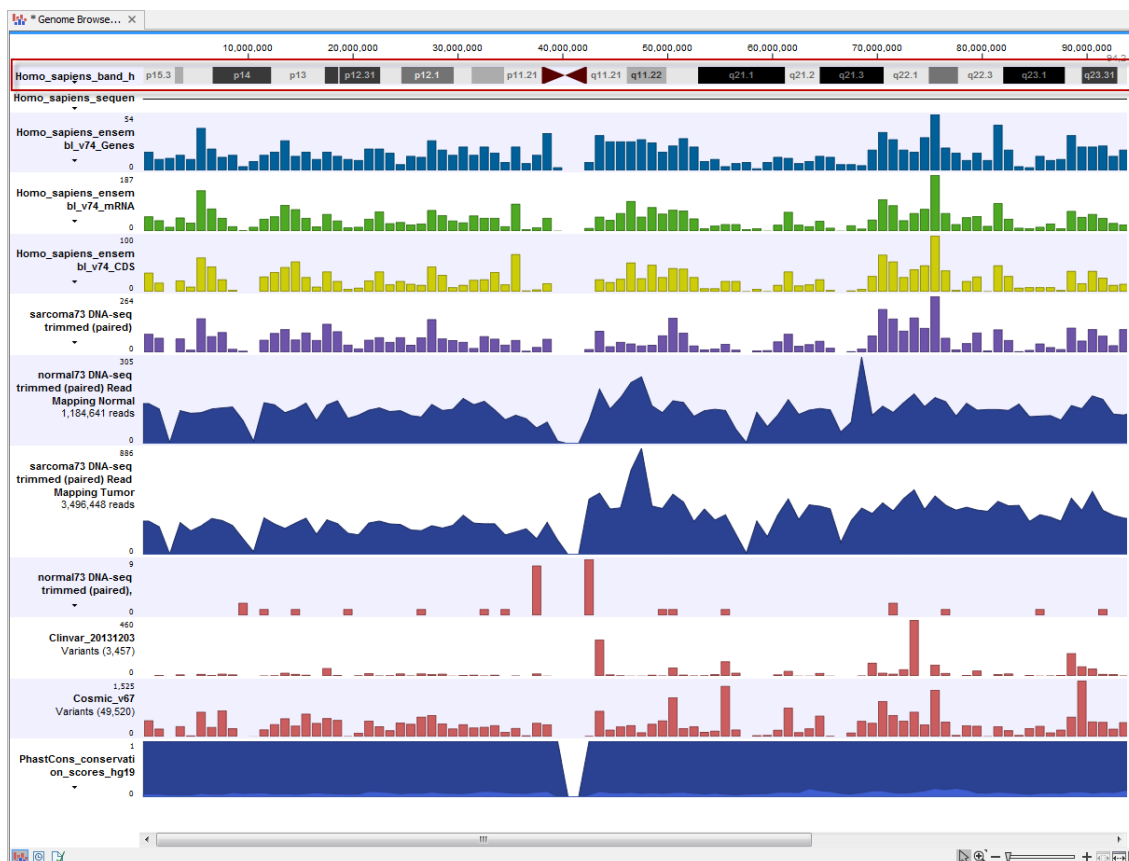 * Genome Browse... ×
10,000,000 20,000,000 30,000,000 40,000,000 50,000,000 60,000,000 70,000,000 80,000,000 90,000,000
Homo_sapiens_band_h p15.3 p14 p13 p12.31 p12.1 p11.21 q11.21 q11.22 q21.1 q21.2 q21.3 q22.1 q22.3 q23.1 q23.31
Homo_sapiens_sequen
54
Homo_sapiens_ensem
bl_v74_Genes
0
187
Homo_sapiens_ensem
bl_v74_mRNA
0
100
Homo_sapiens_ensem
bl_v74_CDS
0
264
sarcoma73 DNA-seq
trimmed (paired)
0
305
normal73 DNA-seq
trimmed (paired) Read
Mapping Normal
1,184,641 reads
0
886
sarcoma73 DNA-seq
trimmed (paired) Read
Mapping Tumor
3,496,448 reads
0
9
normal73 DNA-seq
trimmed (paired),
0
460
Clinvar_20131203
Variants (3,457)
0
1,525
Cosmic_v67
Variants (49,520)
0
1
PhastCons_conservati
on_scores_hg19
0